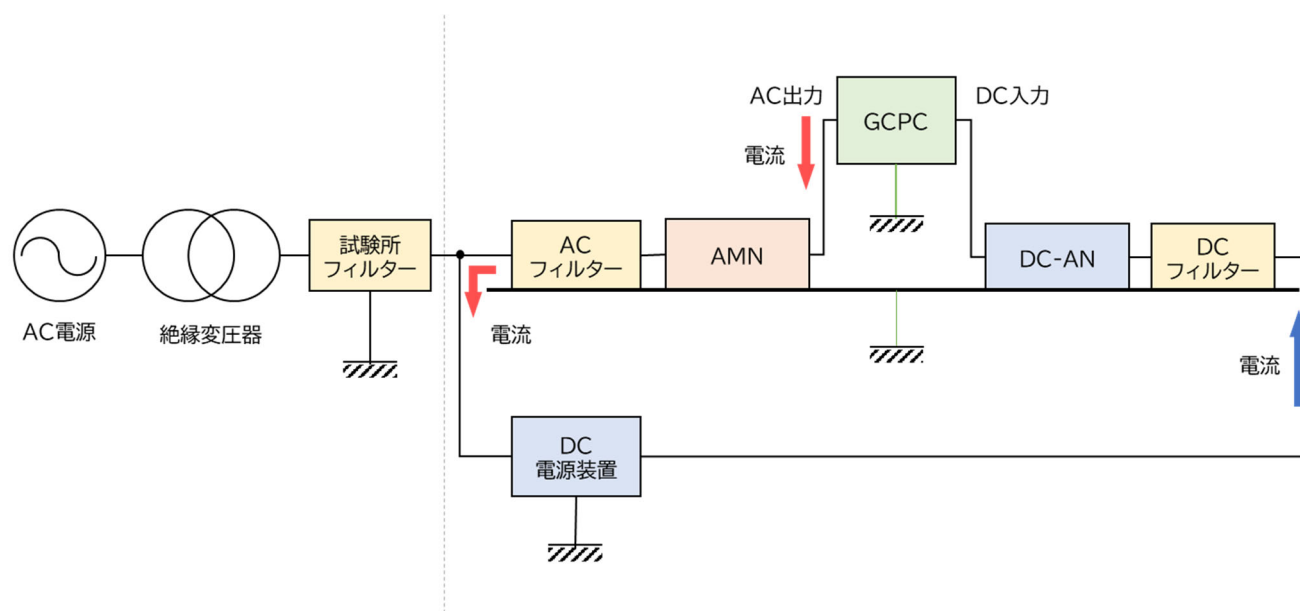 AC出力
DC入力
GCPC
電流
試験所
フィルター
AC
フィルター
AMN
DC-AN
DC
フィルター
AC電源
絶縁変圧器
電流
電流
DC
電源装置